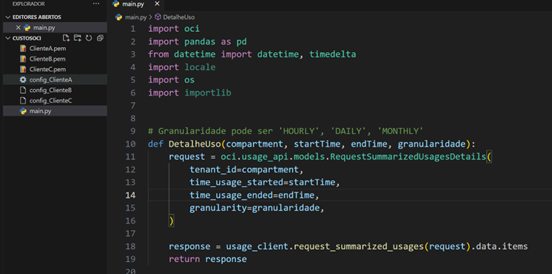 EXPLORADOR
EDITORES ABERTOS
main.py
CUSTOSOCI
ClienteA.pem
ClienteB.pem
ClienteC.pem
config_ClienteA
config_ClienteB
config_ClienteC
main.py
main.py
main.py > DetalheUso
1 import oci
2 import pandas as pd
3 from datetime import datetime, timedelta
4 import locale
5 import os
6 import importlib
7
8
9 # Granularidade pode ser 'HOURLY', 'DAILY', 'MONTHLY'
10 def DetalheUso(compartment, startTime, endTime, granularidade):
11 request = oci.usage_api.models.RequestSummarizedUsagesDetails(
12 tenant_id=compartment,
13 time_usage_started=startTime,
14 time_usage_ended=endTime,
15 granularity=granularidade,
16 )
17
18 response = usage_client.request_summarized_usages(request).data.items
19 return response
20